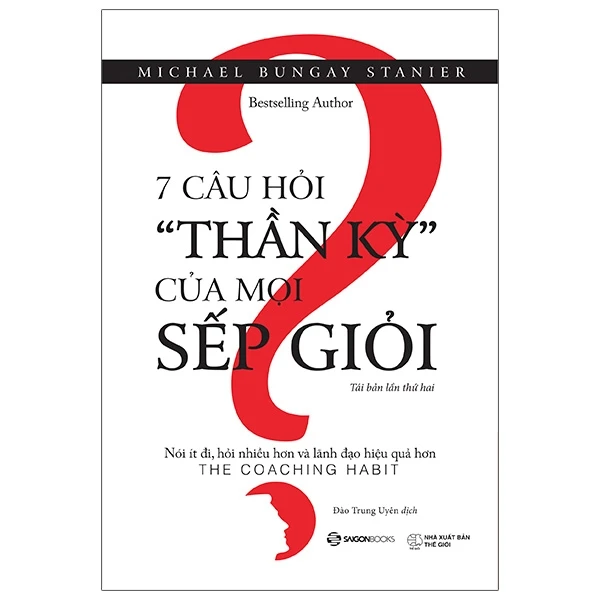 MICHAEL BUNGAY STANIER
Bestselling Author
7 CÂU HỎI
“THẦN KỲ”
CỦA MỌI
SẾP GIỎI
Tái bản lần thứ hai
Nói ít đi, hỏi nhiều hơn và lãnh đạo hiệu quả hơn
THE COACHING HABIT
Đào Trung Uyên dịch
SAIGONBOOKS
NHÀ XUẤT BẢN
THẾ GIỚI